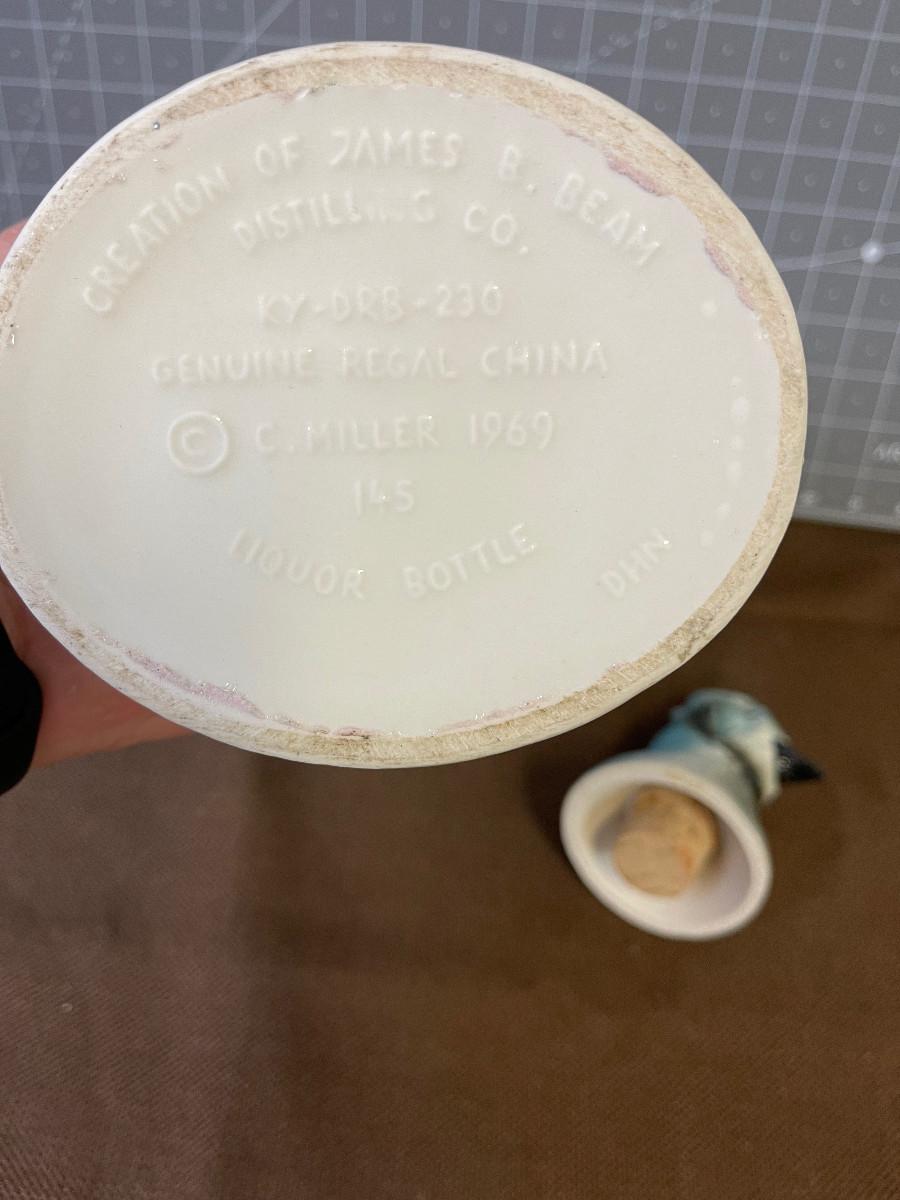 CREATION OF JAMES B. BEAM
DISTILLING CO.
KY-DRB-230
GENUINE REGAL CHINA
© C. MILLER 1969
145
LIQUOR BOTTLE
DHN